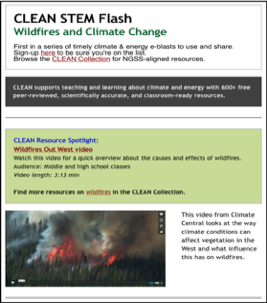 CLEAN STEM Flash
Wildfires and Climate Change
First in a series of timely climate & energy e-blasts to use and share.
Sign-up here to be sure you're on the list.
Browse the CLEAN Collection for NGSS-aligned resources.
CLEAN supports teaching and learning about climate and energy with 600+ free
peer-reviewed, scientifically accurate, and classroom-ready resources.
CLEAN Resource Spotlight:
Wildfires Out West video
Watch this video for a quick overview about the causes and effects of wildfires.
Audience: Middle and high school classes
Video length: 3:13 min
Find more resources on wildfires in the CLEAN Collection.
This video from Climate
Central looks at the way
climate conditions can
affect vegetation in the
West and what influence
this has on wildfires.